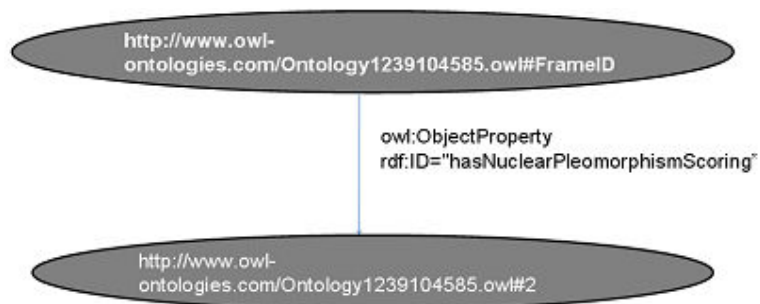 http://www.owl-
ontologies.com/Ontology1239104585.owl#FrameID
owl:ObjectProperty
rdf:ID="hasNuclearPleomorphismScoring"
http://www.owl-
ontologies.com/Ontology1239104585.owl#2